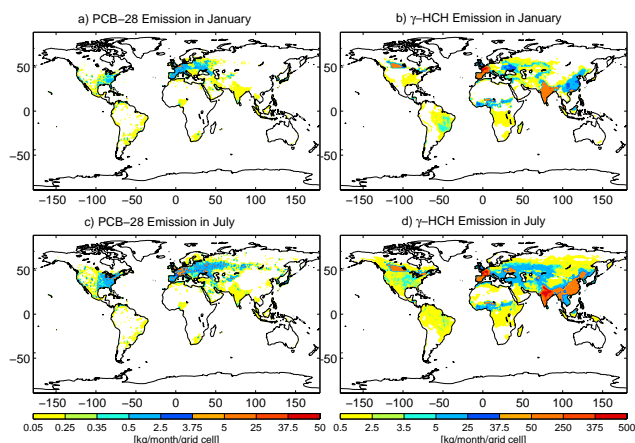 a) PCB−28 Emission in January
b) γ−HCH Emission in January
50
0
−50
50
0
−50
−150 −100 −50 0 50 100 150
−150 −100 −50 0 50 100 150
c) PCB−28 Emission in July
d) γ−HCH Emission in July
50
0
−50
50
0
−50
−150 −100 −50 0 50 100 150
−150 −100 −50 0 50 100 150
0.05 0.25 0.35 0.5 2.5 3.75 5 25 37.5 50
0.5 2.5 3.5 5 25 37.5 50 250 375 500
[kg/month/grid cell]
[kg/month/grid cell]